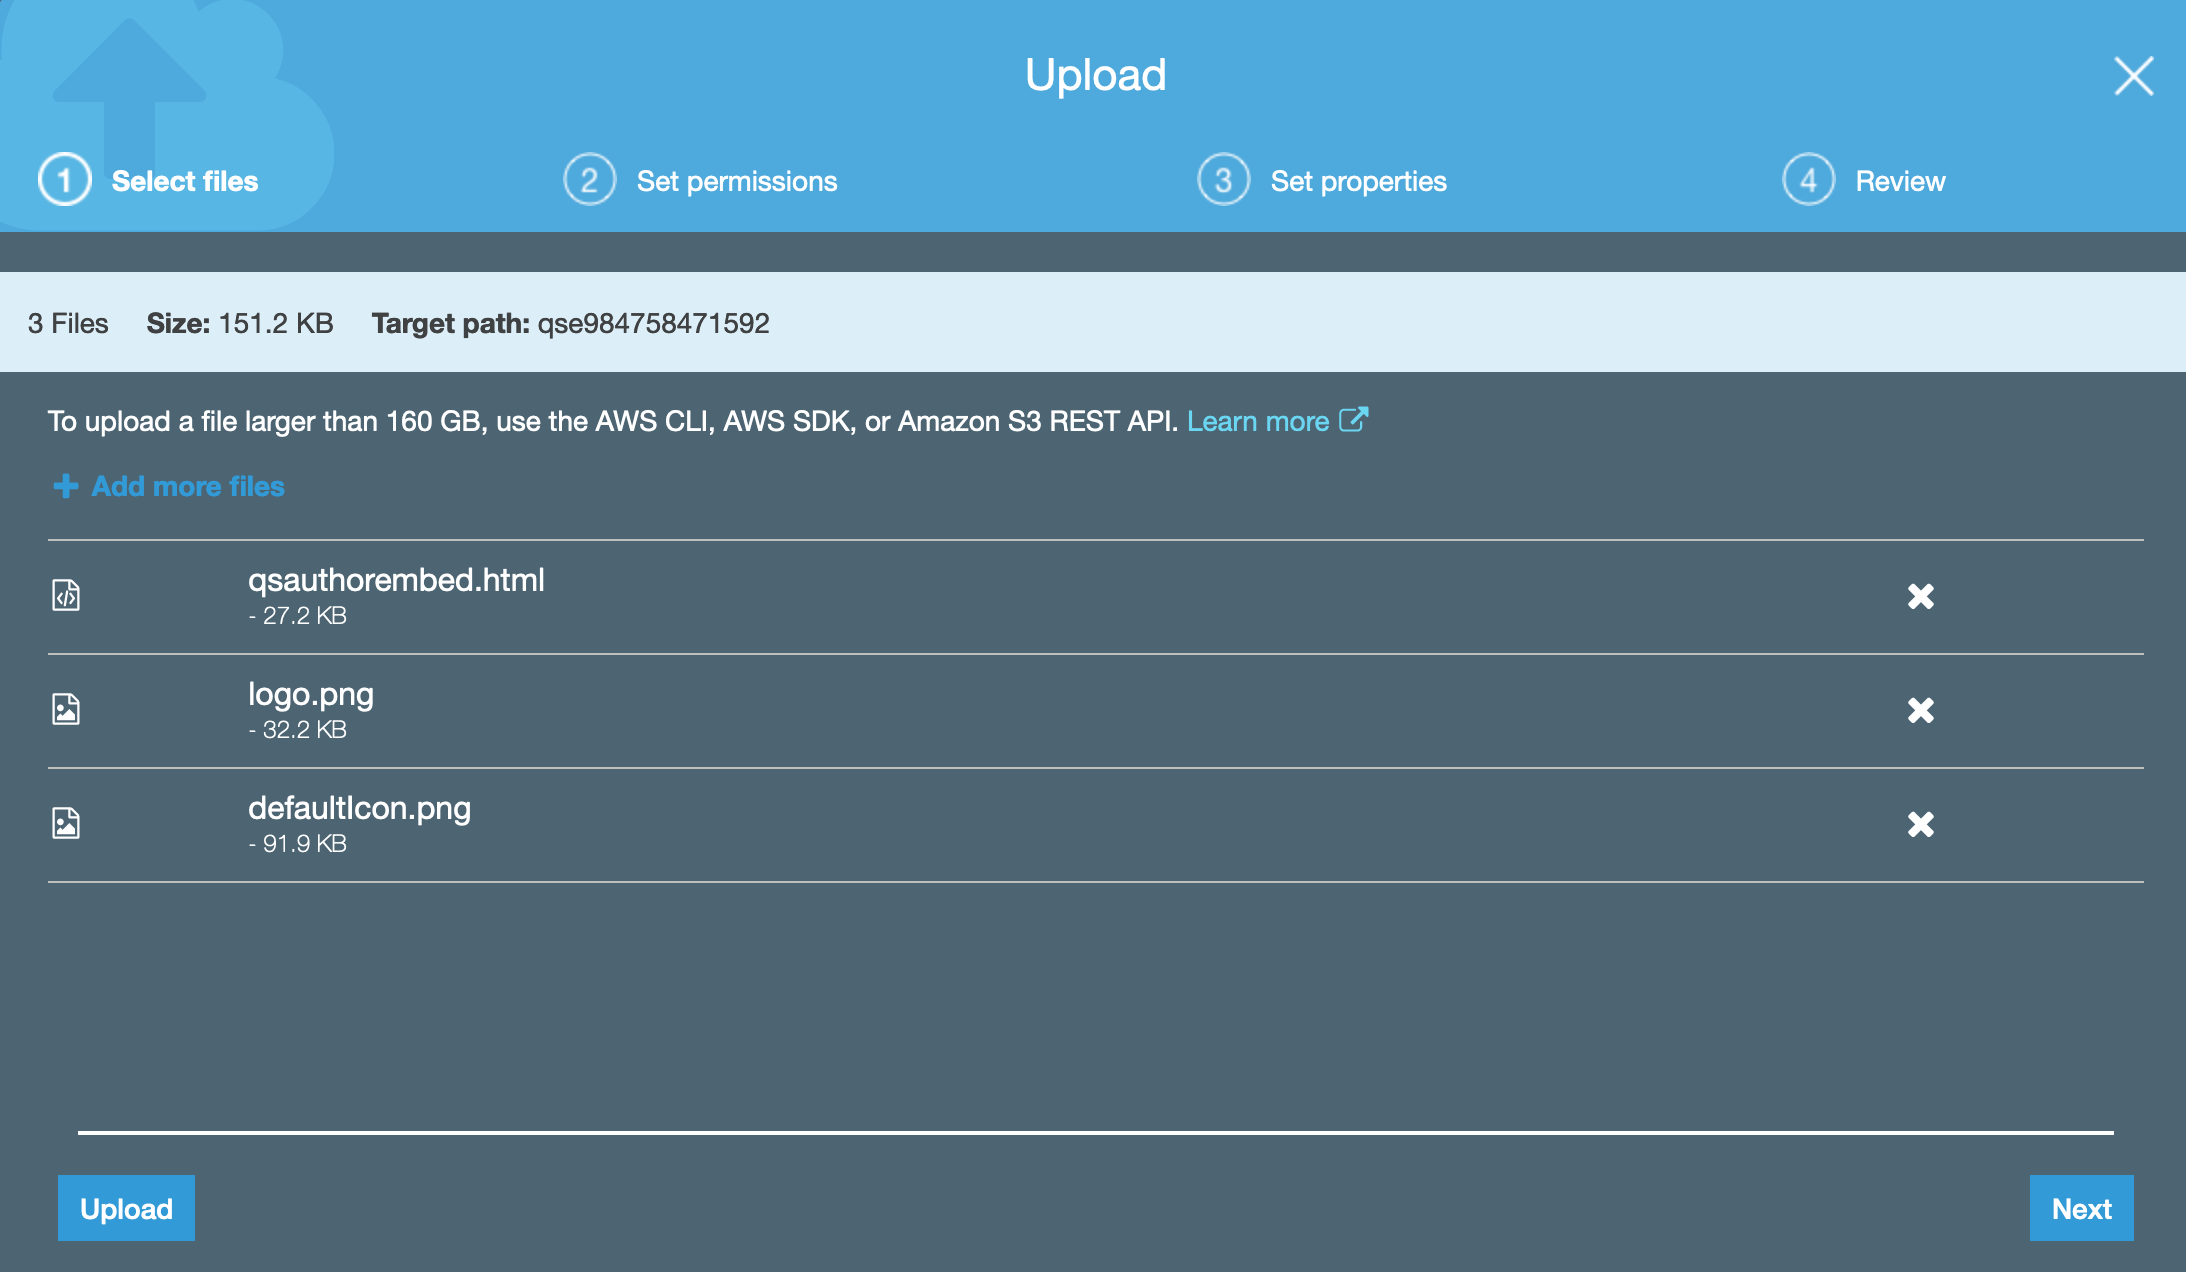 Upload
1 Select files 2 Set permissions 3 Set properties 4 Review
3 Files Size: 151.2 KB Target path: qse984758471592
To upload a file larger than 160 GB, use the AWS CLI, AWS SDK, or Amazon S3 REST API. Learn more
Add more files
qsauthorembed.html
- 27.2 KB
logo.png
- 32.2 KB
defaultIcon.png
- 91.9 KB
Upload Next